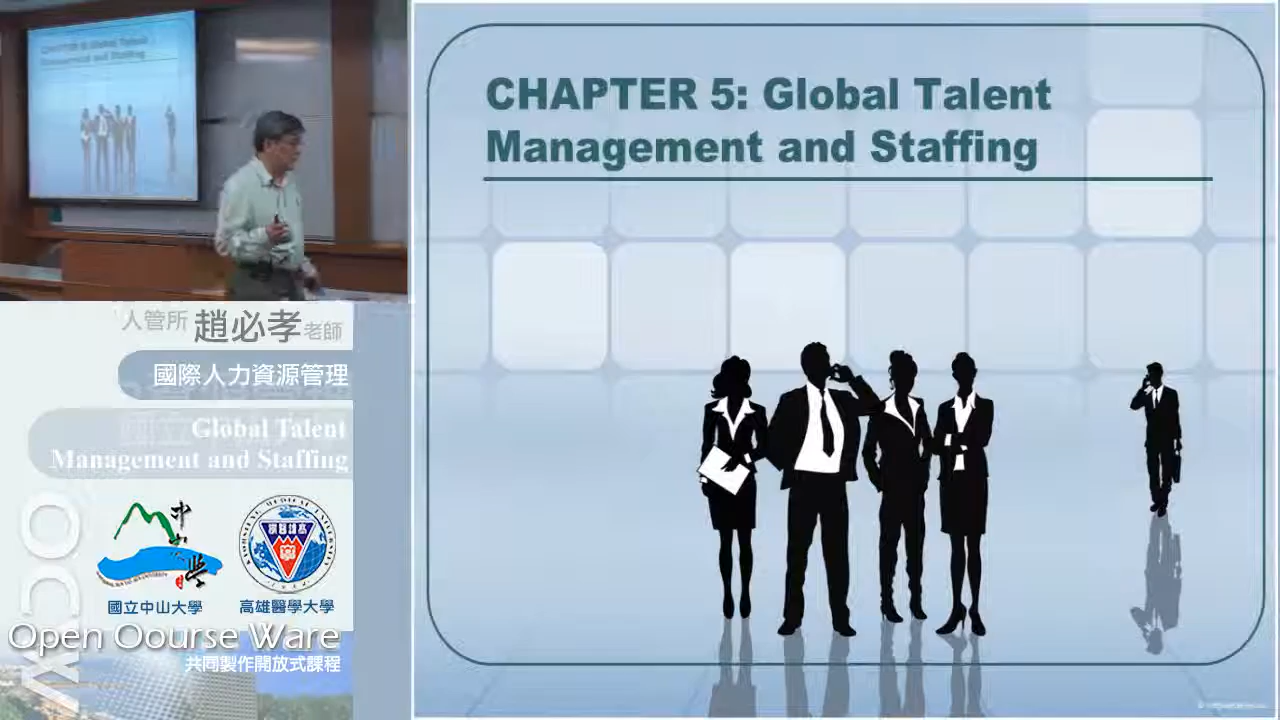 CHAPTER 5: Global Talent
Management and Staffing
人管所 趙必孝 老師
國際人力資源管理
Global Talent
Management and Staffing
OCW
國立中山大學
高雄醫學大學
Open Oourse Ware
共同製作開放式課程